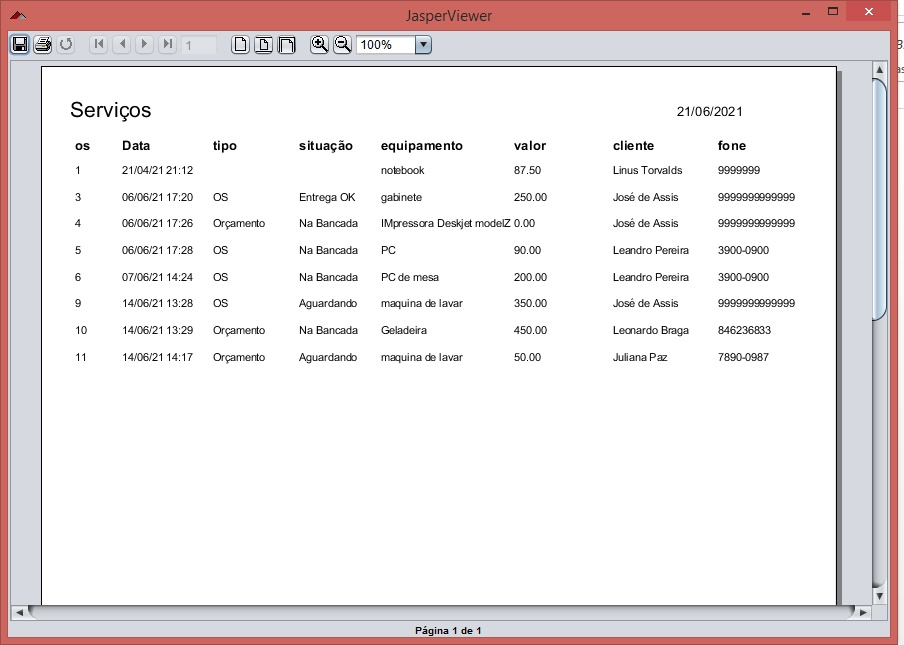 JasperViewer
1
100%
Serviços 21/06/2021
os Data tipo situação equipamento valor cliente fone
1 21/04/21 21:12 notebook 87.50 Linus Torvalds 9999999
3 06/06/21 17:20 OS Entrega OK gabinete 250.00 José de Assis 9999999999999
4 06/06/21 17:26 Orçamento Na Bancada IMpressora Deskjet modelZ 0.00 José de Assis 9999999999999
5 06/06/21 17:28 OS Na Bancada PC 90.00 Leandro Pereira 3900-0900
6 07/06/21 14:24 OS Na Bancada PC de mesa 200.00 Leandro Pereira 3900-0900
9 14/06/21 13:28 OS Aguardando maquina de lavar 350.00 José de Assis 9999999999999
10 14/06/21 13:29 Orçamento Na Bancada Geladeira 450.00 Leonardo Braga 846236833
11 14/06/21 14:17 Orçamento Aguardando maquina de lavar 50.00 Juliana Paz 7890-0987
Página 1 de 1